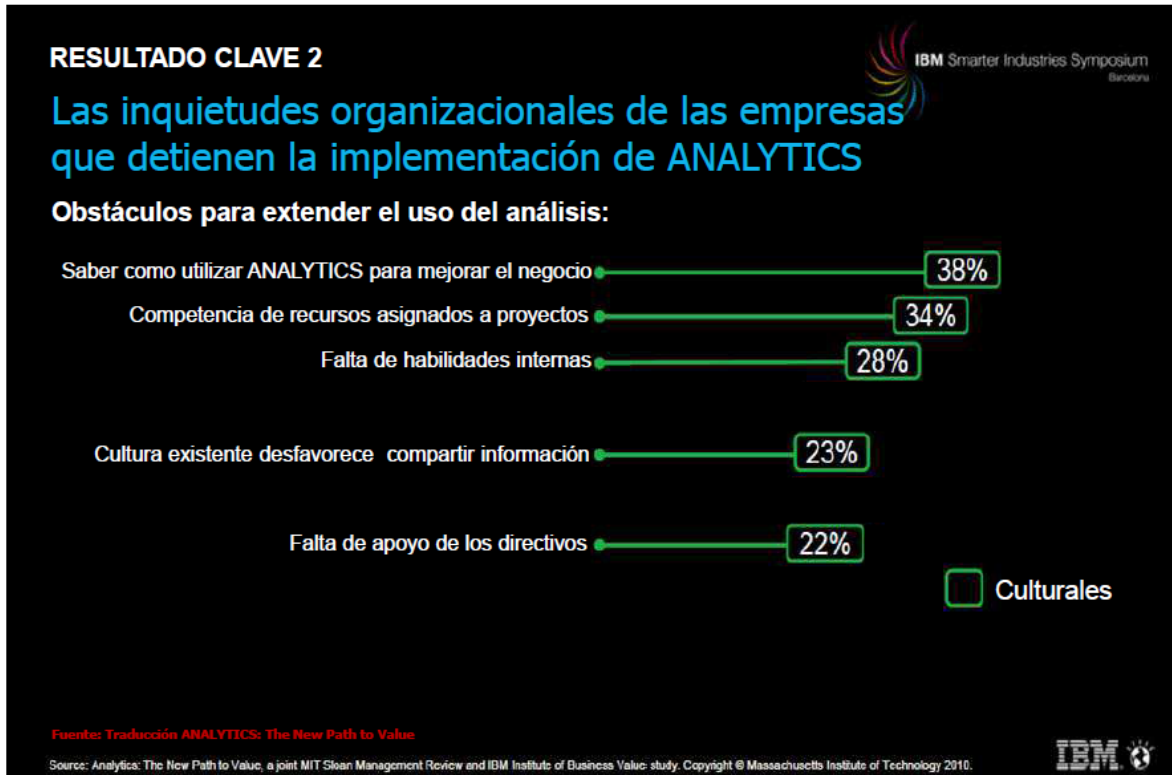 RESULTADO CLAVE 2
IBM Smarter Industries Symposium
Barcelona
Las inquietudes organizacionales de las empresas
que detienen la implementación de ANALYTICS
Obstáculos para extender el uso del análisis:
Saber como utilizar ANALYTICS para mejorar el negocio 38%
Competencia de recursos asignados a proyectos 34%
Falta de habilidades internas 28%
Cultura existente desfavorece compartir información 23%
Falta de apoyo de los directivos 22%
Culturales
Fuente: Traducción ANALYTICS: The New Path to Value
Source: Analytics: The New Path to Value, a joint MIT Sloan Management Review and IBM Institute of Business Value study. Copyright © Massachusetts Institute of Technology 2010.
IBM